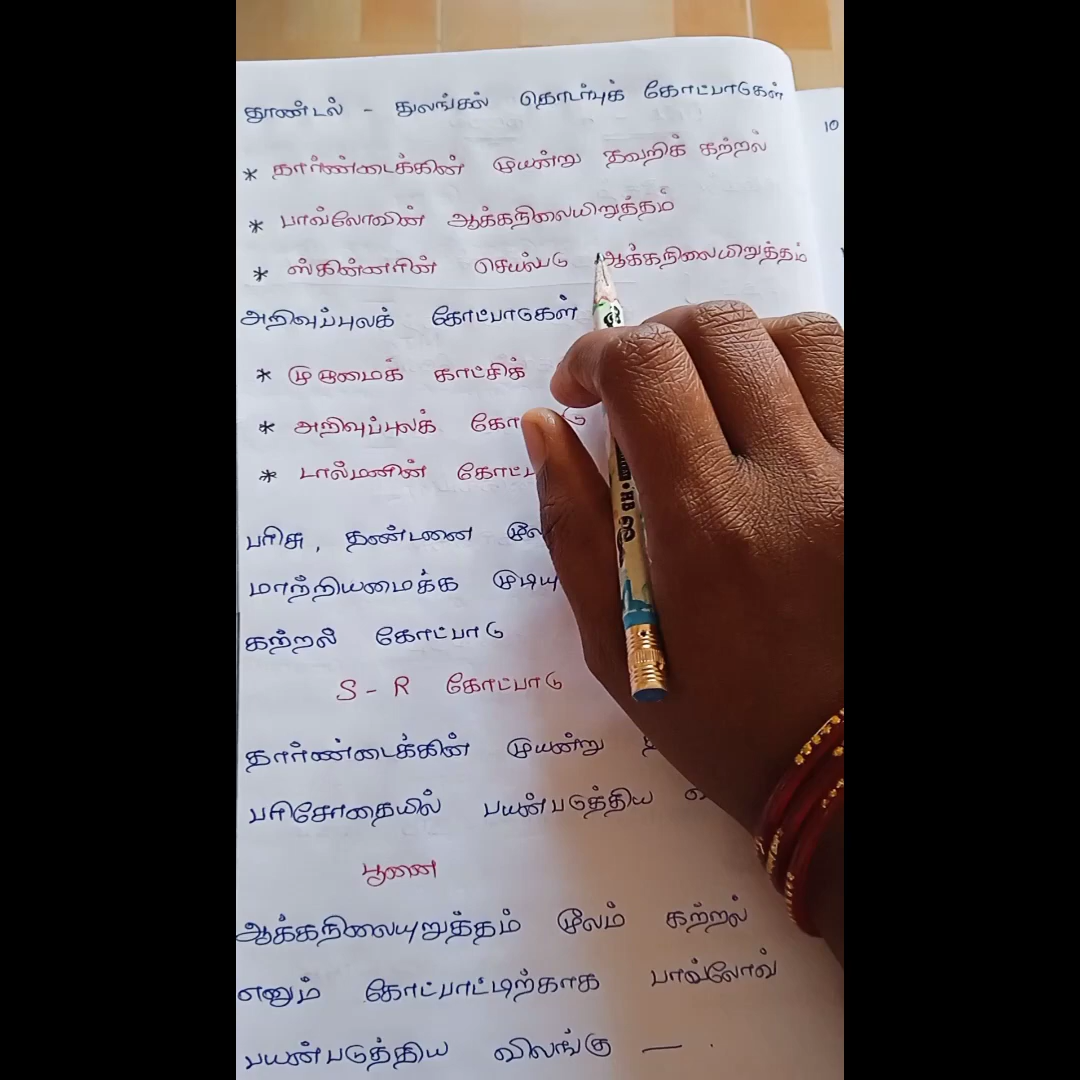 தூண்டல் - துலங்கல் தொடர்புக் கோட்பாடுகள்
10
* தார்ண்டைக்கின் முயன்று தவறிக் கற்றல்
* பாவ்லோவின் ஆக்கநிலையிறுத்தம்
* ஸ்கின்னரின் செயல்படு ஆக்கநிலையிறுத்தம்
அறிவுப்புலக் கோட்பாடுகள்
* முழுமைக் காட்சிக்
* அறிவுப்புலக்
* டால்மனின்
பரிசு , தண்டனை
மாற்றியமைக்க
கற்றல் கோட்பாடு
S - R கோட்பாடு
தார்ண்டைக்கின் முயன்று
பரிசோதையில் பயன்படுத்திய
பூனை
ஆக்கநிலையுறுத்தம் மூலம் கற்றல்
எனும் கோட்பாட்டிற்காக பாவ்லோவ்
பயன்படுத்திய விலங்கு — .